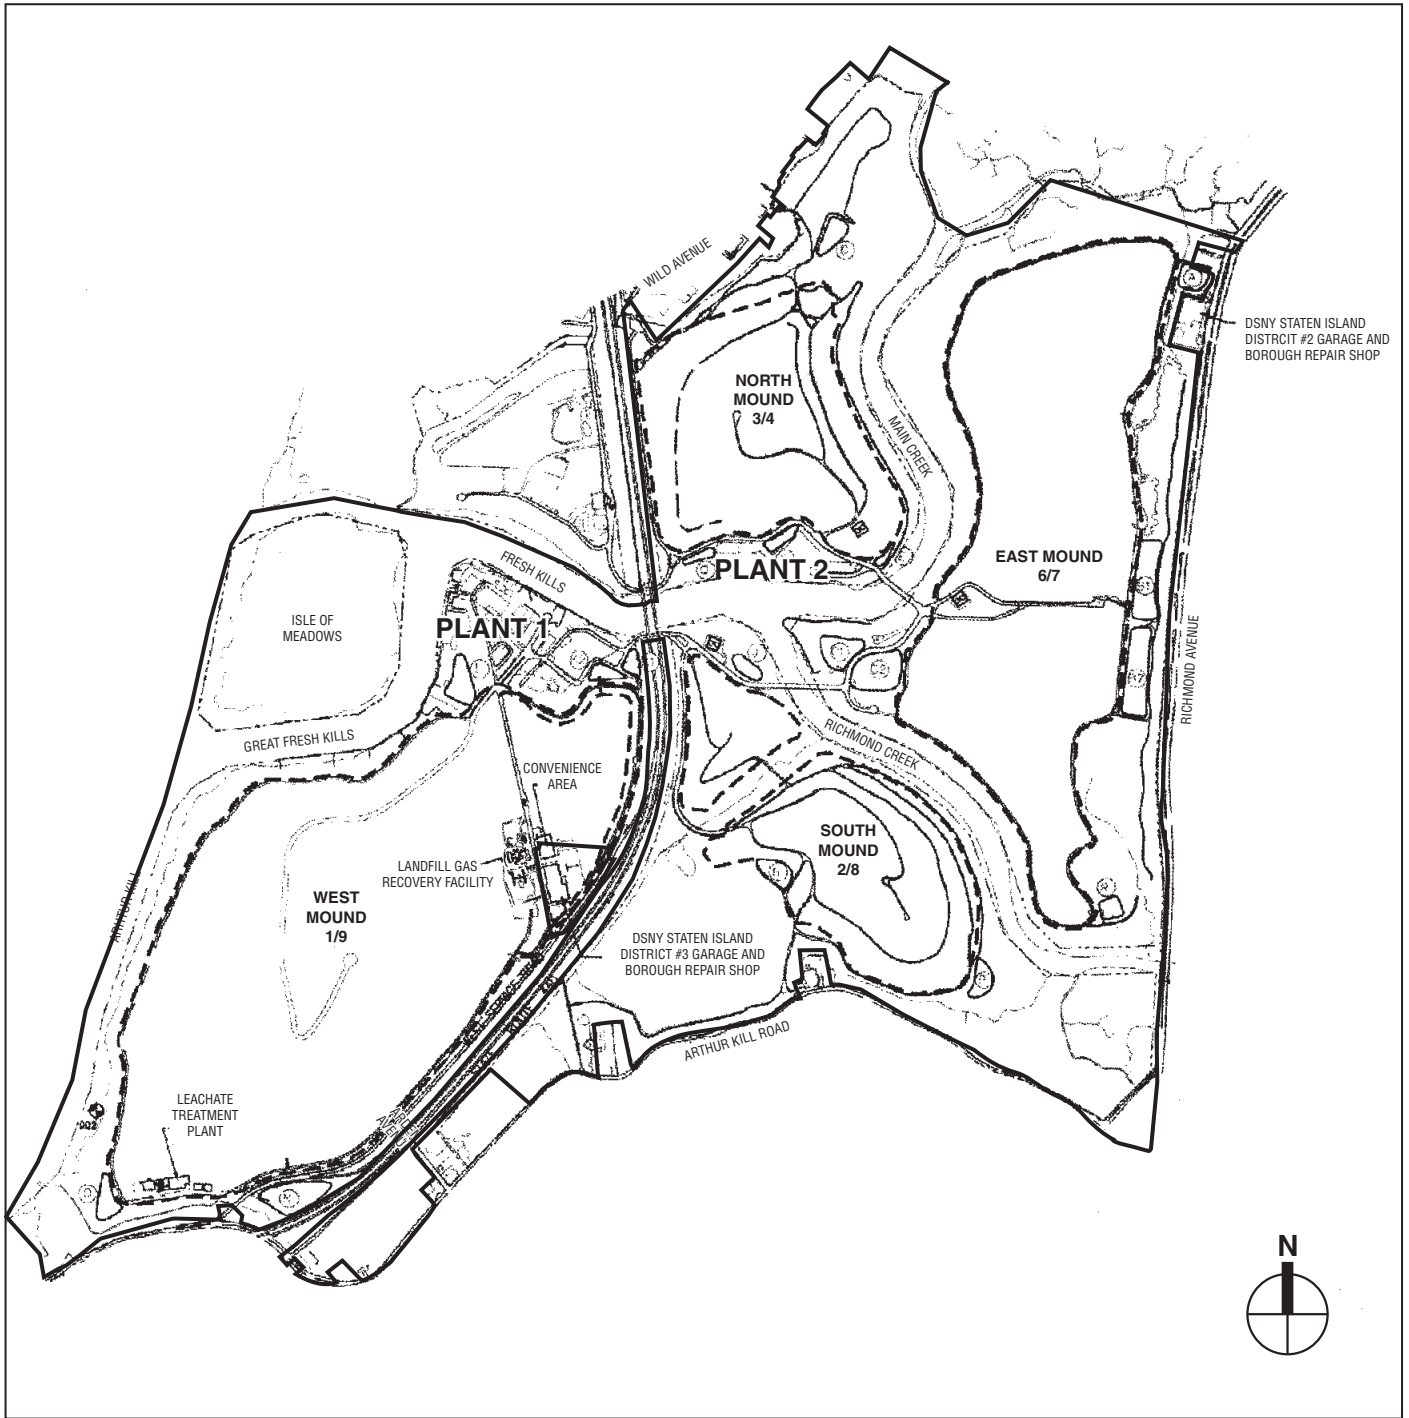 WILD AVENUE
DSNY STATEN ISLAND
DISTRCIT #2 GARAGE AND
BOROUGH REPAIR SHOP
NORTH
MOUND
3/4
MAIN CREEK
EAST MOUND
6/7
FRESH KILLS
PLANT 2
ISLE OF
MEADOWS
PLANT 1
RICHMOND AVENUE
GREAT FRESH KILLS
RICHMOND CREEK
CONVENIENCE
AREA
SOUTH
MOUND
2/8
LANDFILL GAS
RECOVERY FACILITY
WEST
MOUND
1/9
ARTHUR KILL
DSNY STATEN ISLAND
DISTRICT #3 GARAGE AND
BOROUGH REPAIR SHOP
ARTHUR KILL ROAD
LEACHATE
TREATMENT
PLANT
N